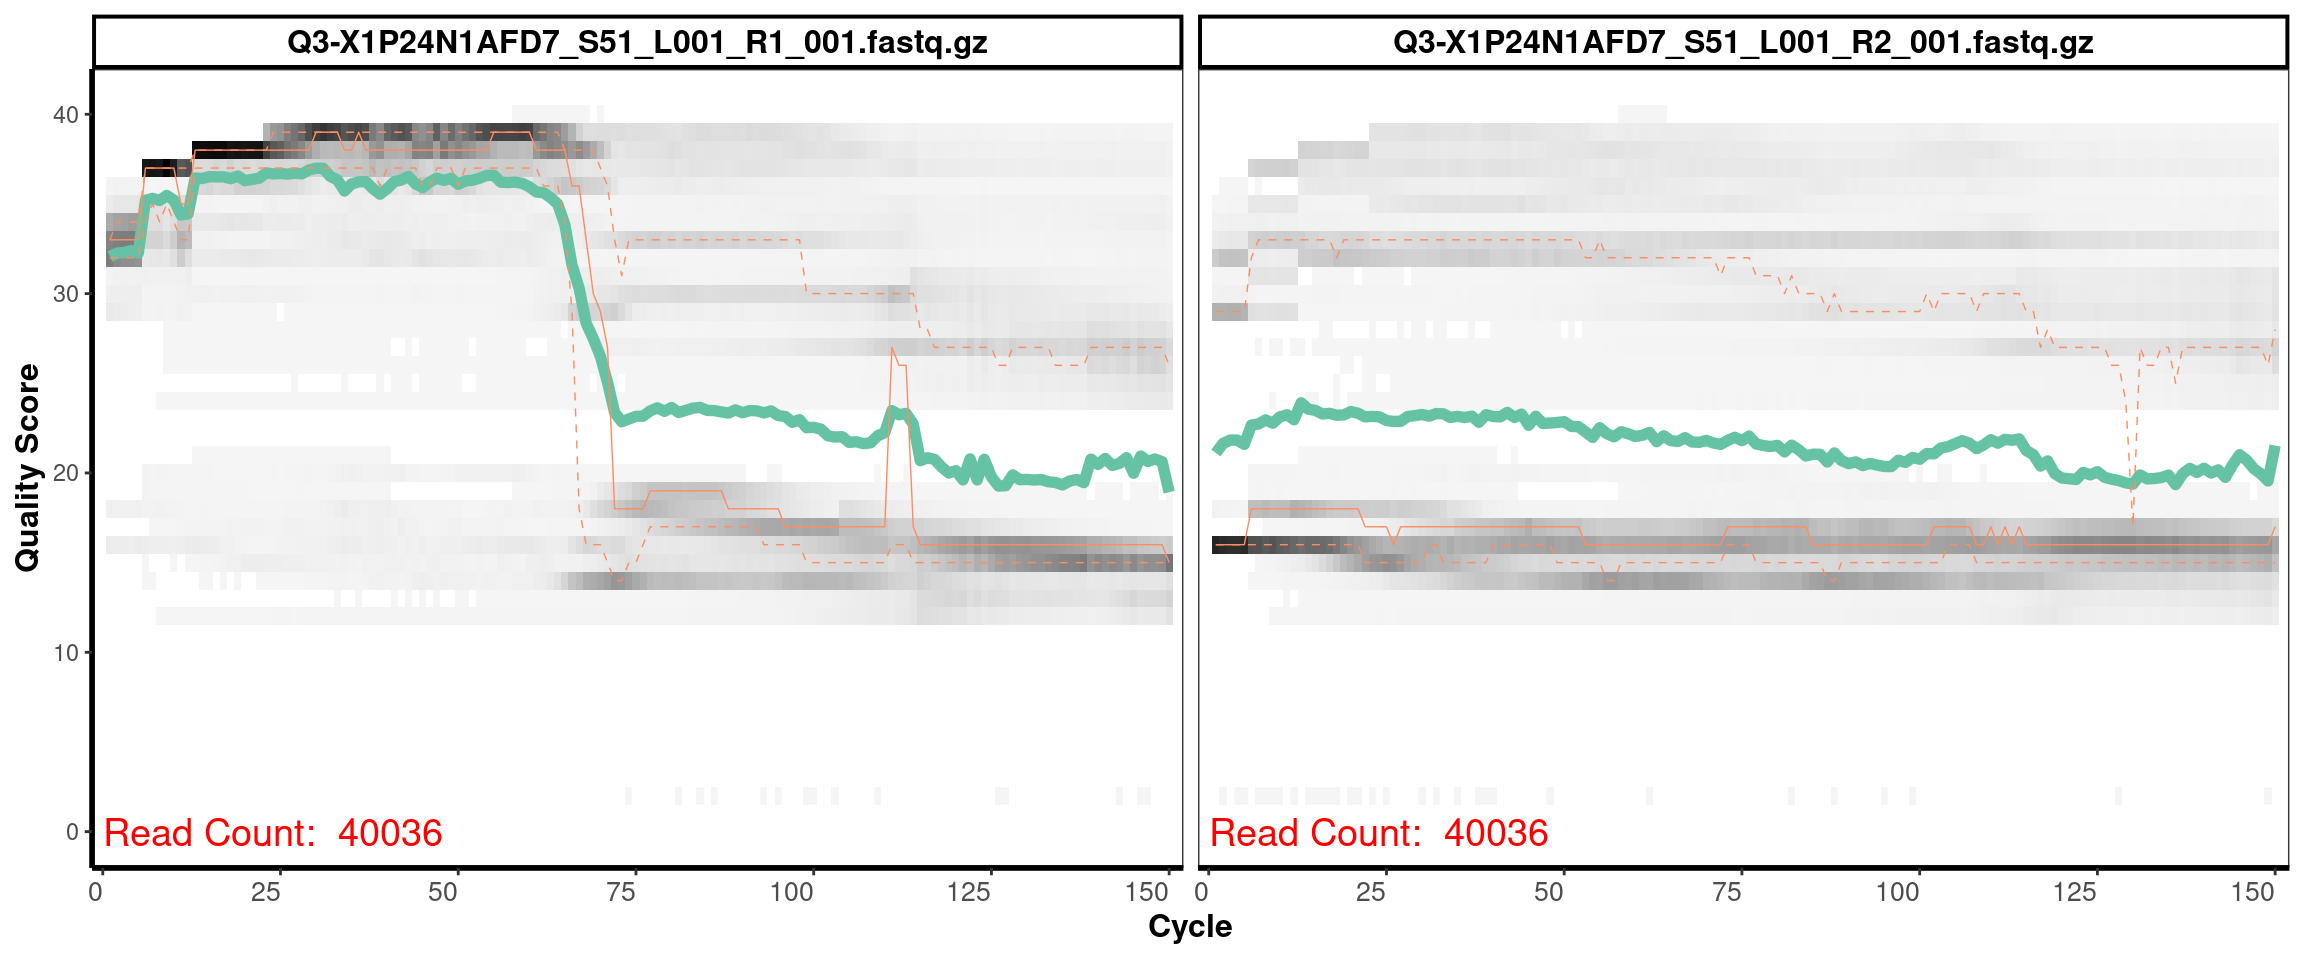 Q3-X1P24N1AFD7_S51_L001_R1_001.fastq.gz
Q3-X1P24N1AFD7_S51_L001_R2_001.fastq.gz
Quality Score
40
30
20
10
0
Read Count: 40036
Read Count: 40036
0 25 50 75 100 125 150
0 25 50 75 100 125 150
Cycle